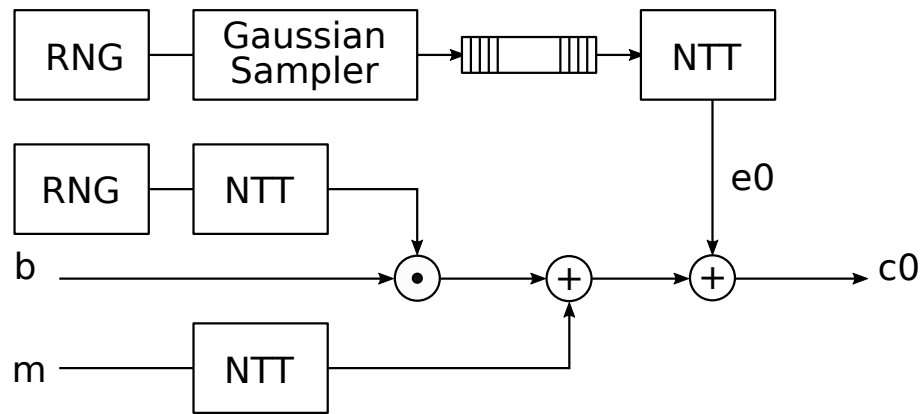 RNG
Gaussian
Sampler
NTT
RNG
NTT
e0
b
c0
m
NTT